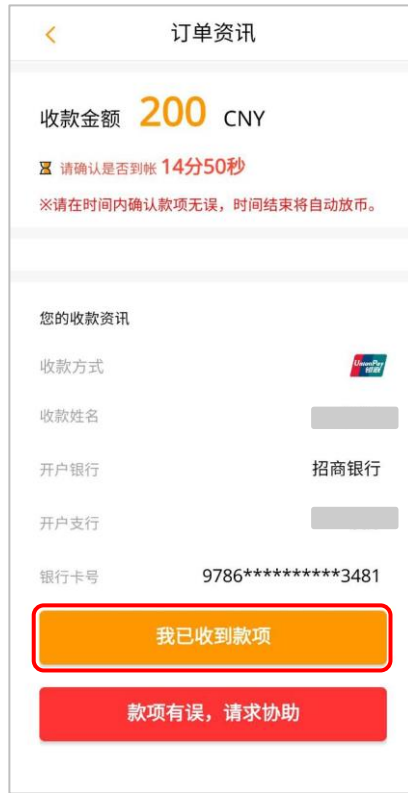 订单资讯
收款金额 200 CNY
请确认是否到帐 14分50秒
※请在时间内确认款项无误，时间结束将自动放币。
您的收款资讯
收款方式 UnionPay 银联
收款姓名
开户银行 招商银行
开户支行
银行卡号 9786**********3481
我已收到款项
款项有误，请求协助